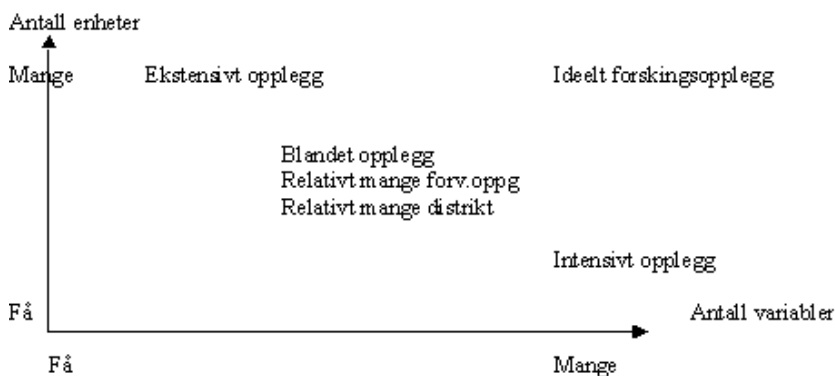 Antall enheter
Mange Ekstensivt opplegg Ideelt forskingsopplegg
Blandet opplegg
Relativt mange forv.oppg
Relativt mange distrikt
Intensivt opplegg
Få Antall variabler
Få Mange